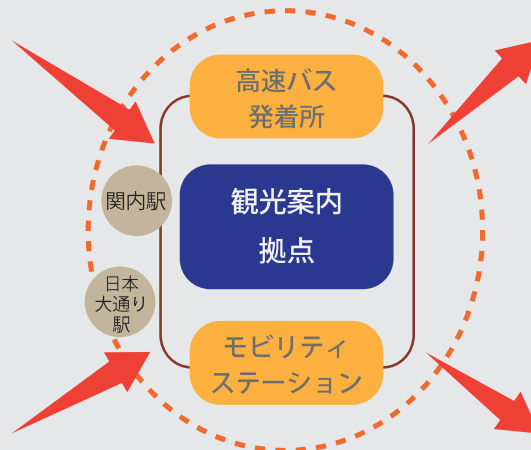 高速バス
発着所
関内駅
観光案内
拠点
日本
大通り
駅
モビリティ
ステーション